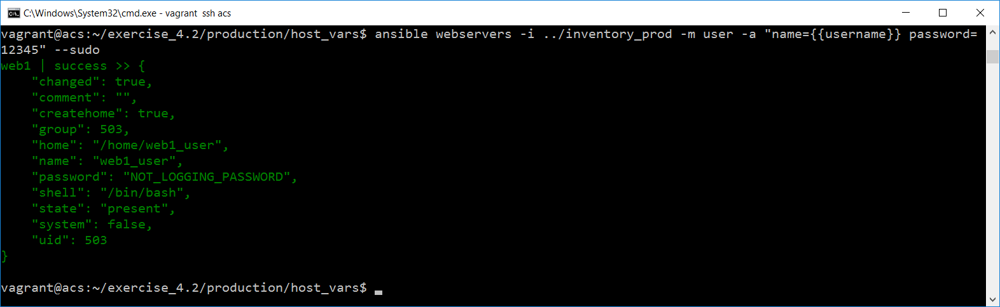 C:\Windows\System32\cmd.exe - vagrant  ssh acs
vagrant@acs:~/exercise_4.2/production/host_vars$ ansible webservers -i ../inventory_prod -m user -a "name={{username}} password=
12345" --sudo
web1 | success >> {
    "changed": true,
    "comment": "",
    "createhome": true,
    "group": 503,
    "home": "/home/web1_user",
    "name": "web1_user",
    "password": "NOT_LOGGING_PASSWORD",
    "shell": "/bin/bash",
    "state": "present",
    "system": false,
    "uid": 503
}
vagrant@acs:~/exercise_4.2/production/host_vars$